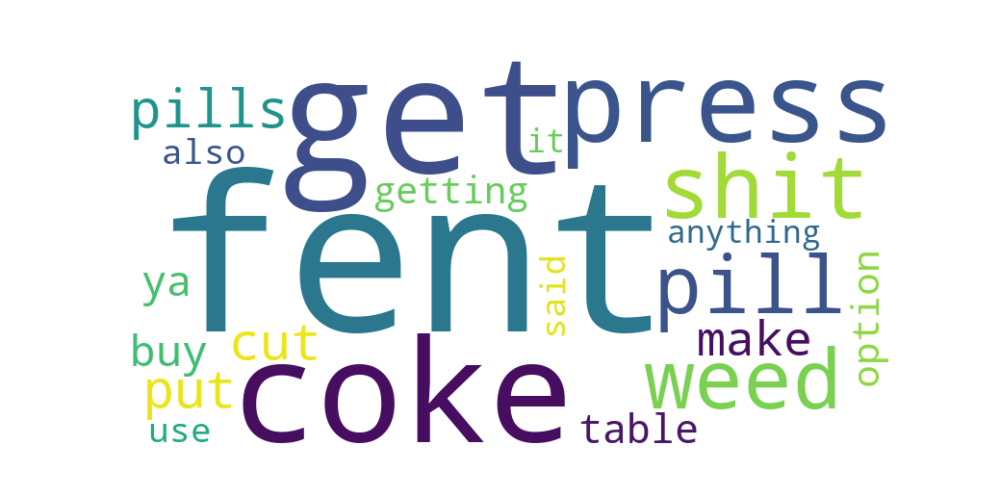 get
press
pills
it
also
shit
getting
fent
anything
pill
ya
said
option
make
buy
cut
coke
weed
put
table
use